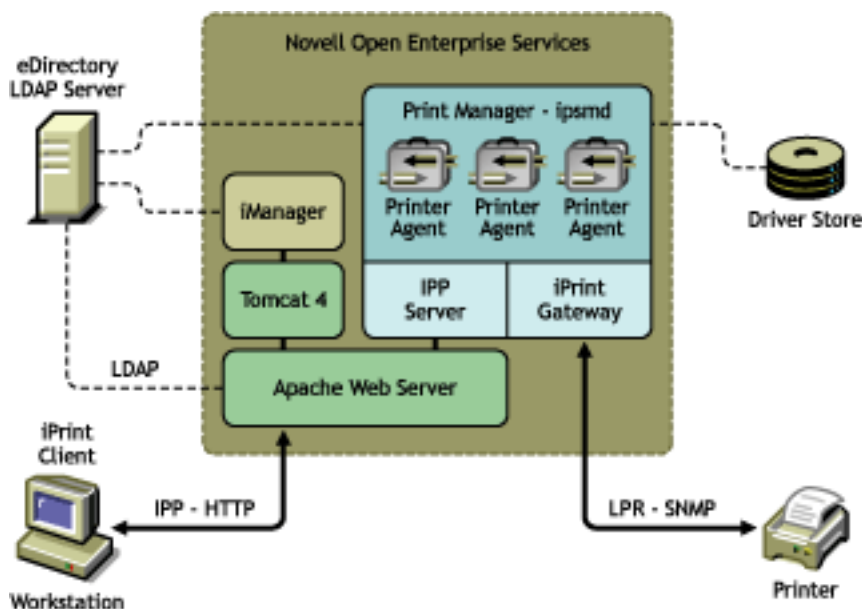 Novell Open Enterprise Services
eDirectory
LDAP Server
Print Manager - ipsmd
Printer
Agent
Printer
Agent
Printer
Agent
Driver Store
iManager
Tomcat 4
IPP
Server
iPrint
Gateway
LDAP
Apache Web Server
iPrint
Client
IPP - HTTP
LPR - SNMP
Workstation
Printer